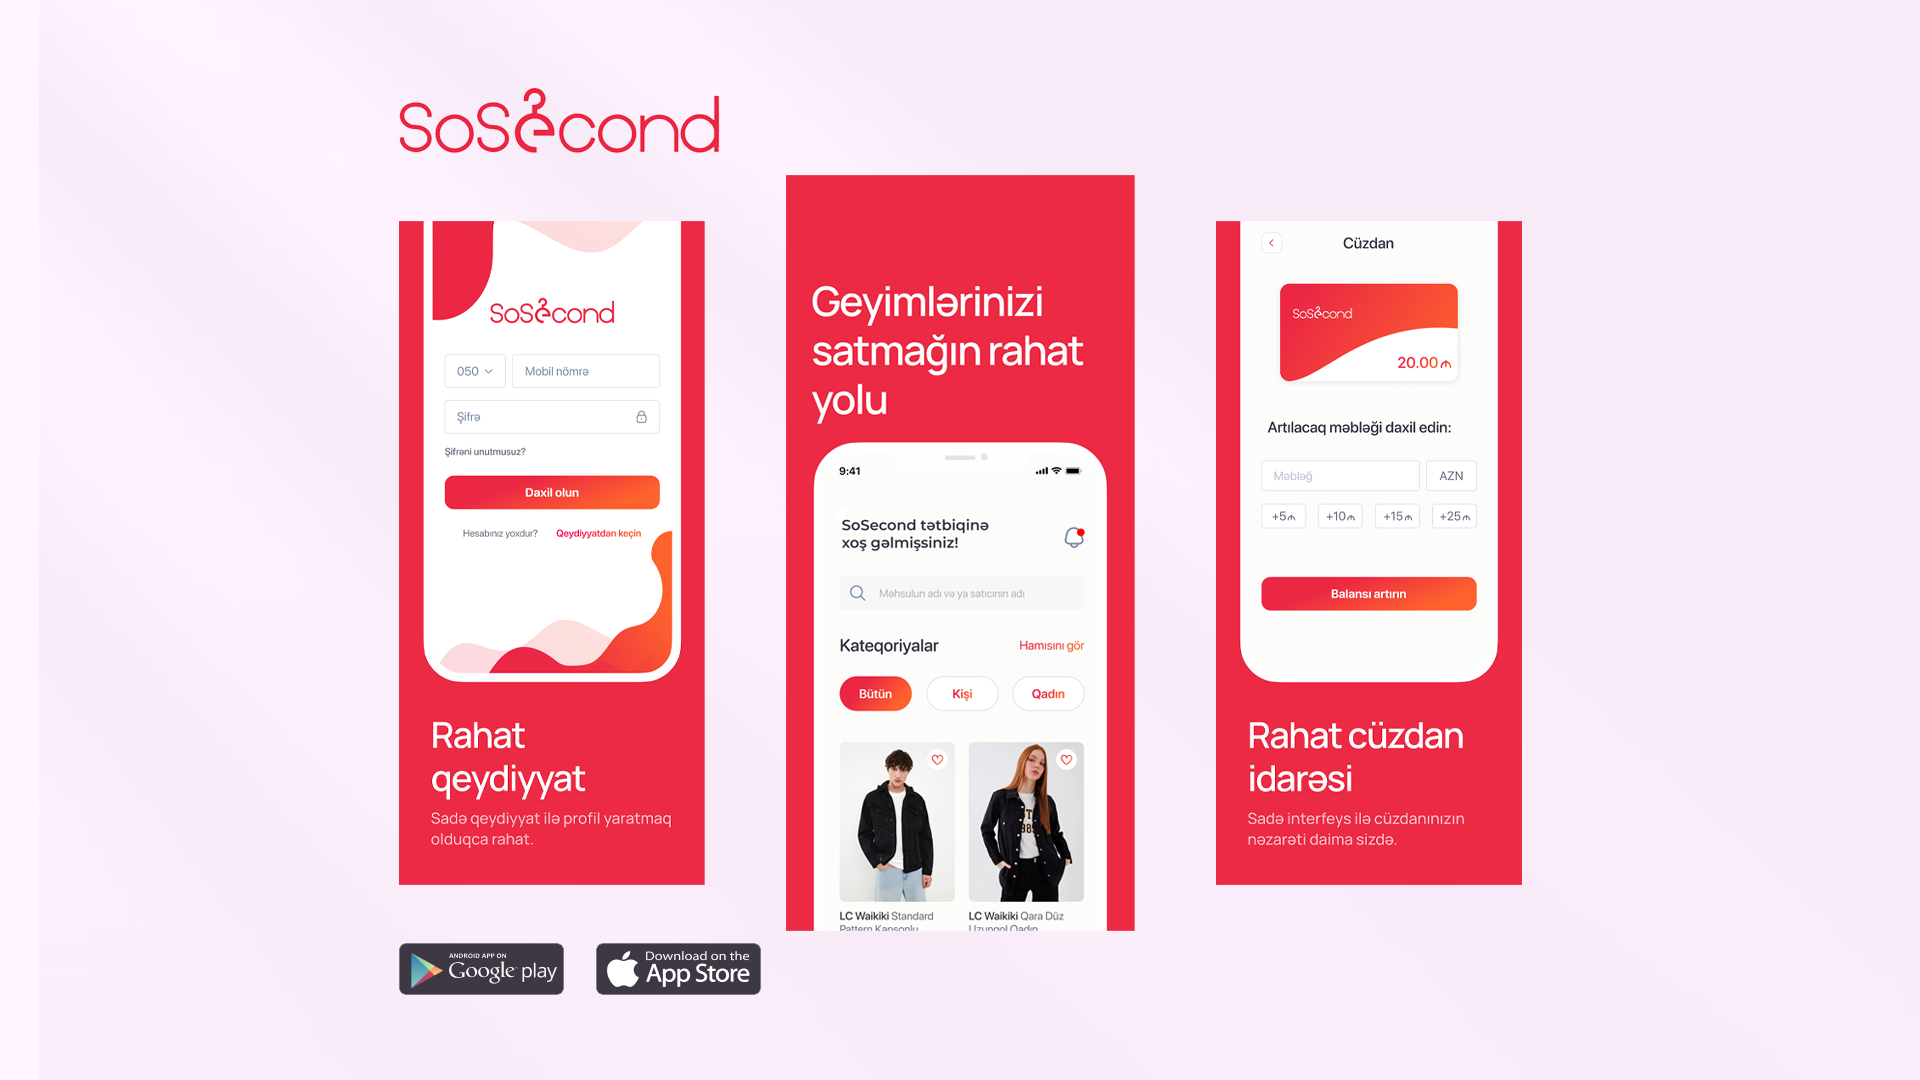 SoSecond
SoSecond
050
Mobil nömrə
Şifrə
Şifrəni unutmusuz?
Daxil olun
Hesabınız yoxdur? Qeydiyyatdan keçin
Rahat
qeydiyyat
Sadə qeydiyyat ilə profil yaratmaq
olduqca rahat.
Geyimlərinizi
satmağın rahat
yolu
9:41
SoSecond tətbiqinə
xoş gəlmişsiniz!
Məhsulun adı və ya satıcının adı
Kateqoriyalar
Hamısını gör
Bütün
Kişi
Qadın
LC Waikiki Standard
Pattern Kapşonlu
LC Waikiki Qara Düz
Uzunqol Qadın
Cüzdan
SoSecond
20.00₼
Artılacaq məbləği daxil edin:
Məbləğ
AZN
+5₼
+10₼
+15₼
+25₼
Balansı artırın
Rahat cüzdan
idarəsi
Sadə interfeys ilə cüzdanınızın
nəzarəti daima sizdə.
ANDROID APP ON
Google play
Download on the
App Store